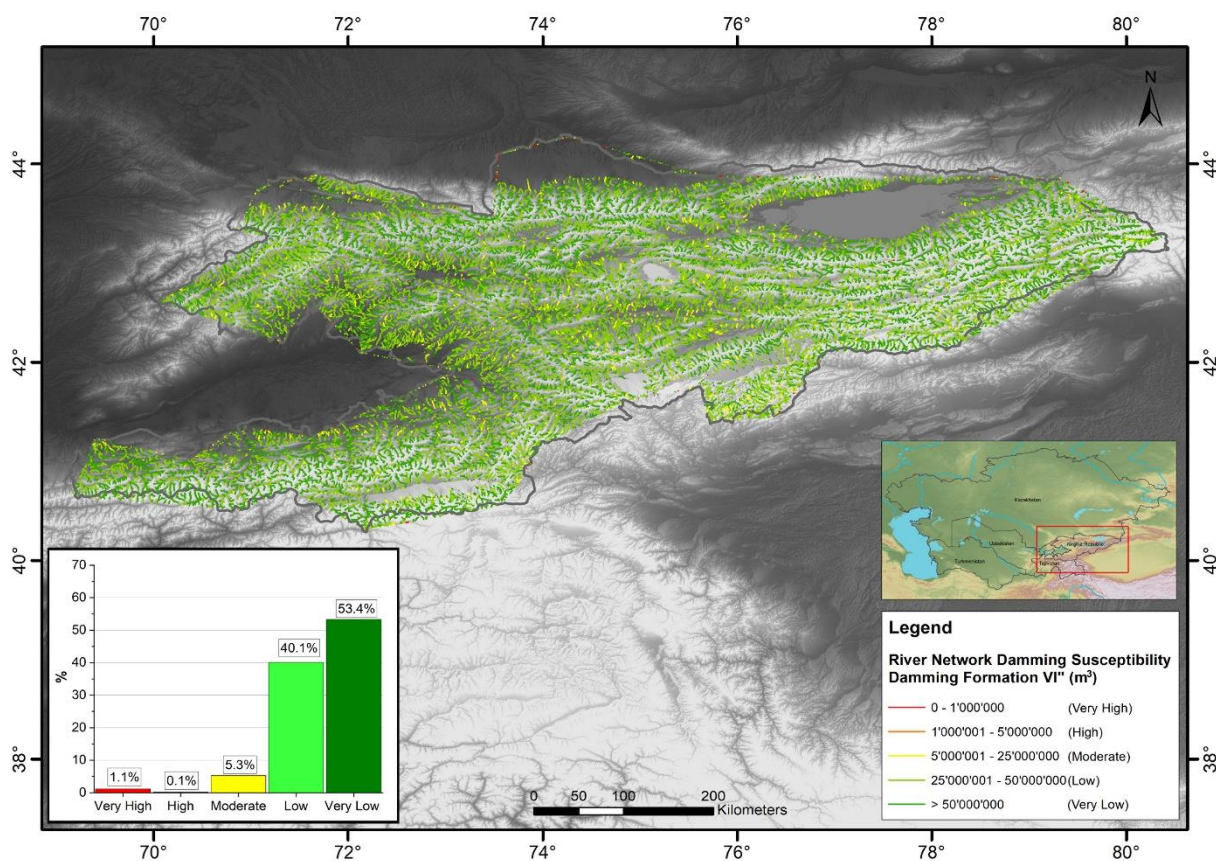 70° 72° 74° 76° 78° 80°
N
44° 44°
42° 42°
40° 40°
38° 38°
Kazakhstan
Uzbekistan
Kyrgyz Republic
Turkmenistan
Tajikistan
70
60
50
40
30
20
10
0
%
1.1%
0.1%
5.3%
40.1%
53.4%
Very High High Moderate Low Very Low
0 50 100 200
Kilometers
Legend
River Network Damming Susceptibility
Damming Formation VI" (m³)
0 - 1'000'000 (Very High)
1'000'001 - 5'000'000 (High)
5'000'001 - 25'000'000 (Moderate)
25'000'001 - 50'000'000 (Low)
> 50'000'000 (Very Low)
70° 72° 74° 76° 78° 80°